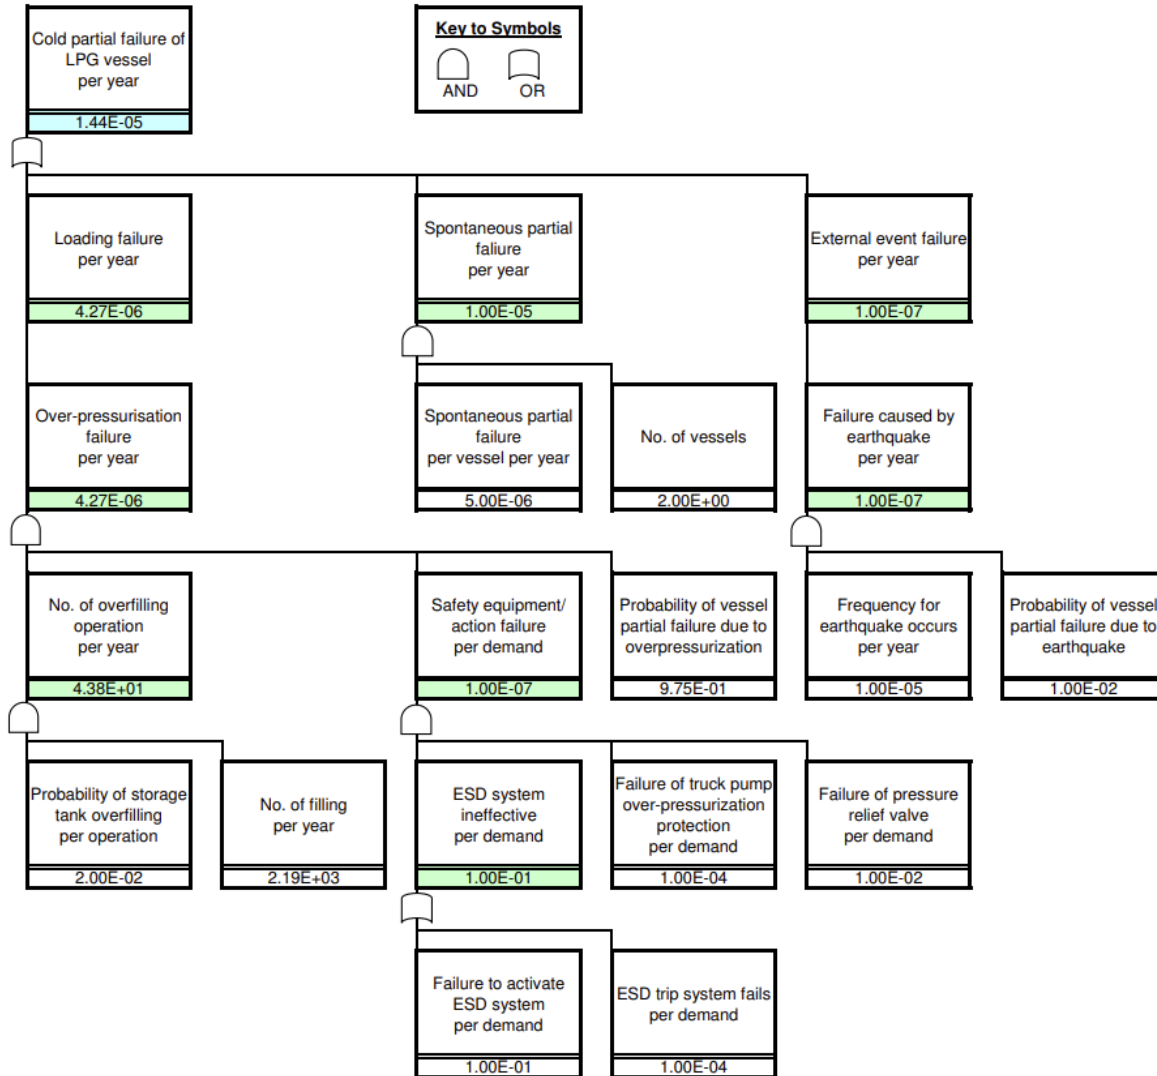 Cold partial failure of
LPG vessel
per year
1.44E-05
Key to Symbols
AND
OR
Loading failure
per year
4.27E-06
Spontaneous partial
faliure
per year
1.00E-05
External event failure
per year
1.00E-07
Over-pressurisation
failure
per year
4.27E-06
Spontaneous partial
failure
per vessel per year
5.00E-06
No. of vessels
2.00E+00
Failure caused by
earthquake
per year
1.00E-07
No. of overfilling
operation
per year
4.38E+01
Safety equipment/
action failure
per demand
1.00E-07
Probability of vessel
partial failure due to
overpressurization
9.75E-01
Frequency for
earthquake occurs
per year
1.00E-05
Probability of vessel
partial failure due to
earthquake
1.00E-02
Probability of storage
tank overfilling
per operation
2.00E-02
No. of filling
per year
2.19E+03
ESD system
ineffective
per demand
1.00E-01
Failure of truck pump
over-pressurization
protection
per demand
1.00E-04
Failure of pressure
relief valve
per demand
1.00E-02
Failure to activate
ESD system
per demand
1.00E-01
ESD trip system fails
per demand
1.00E-04